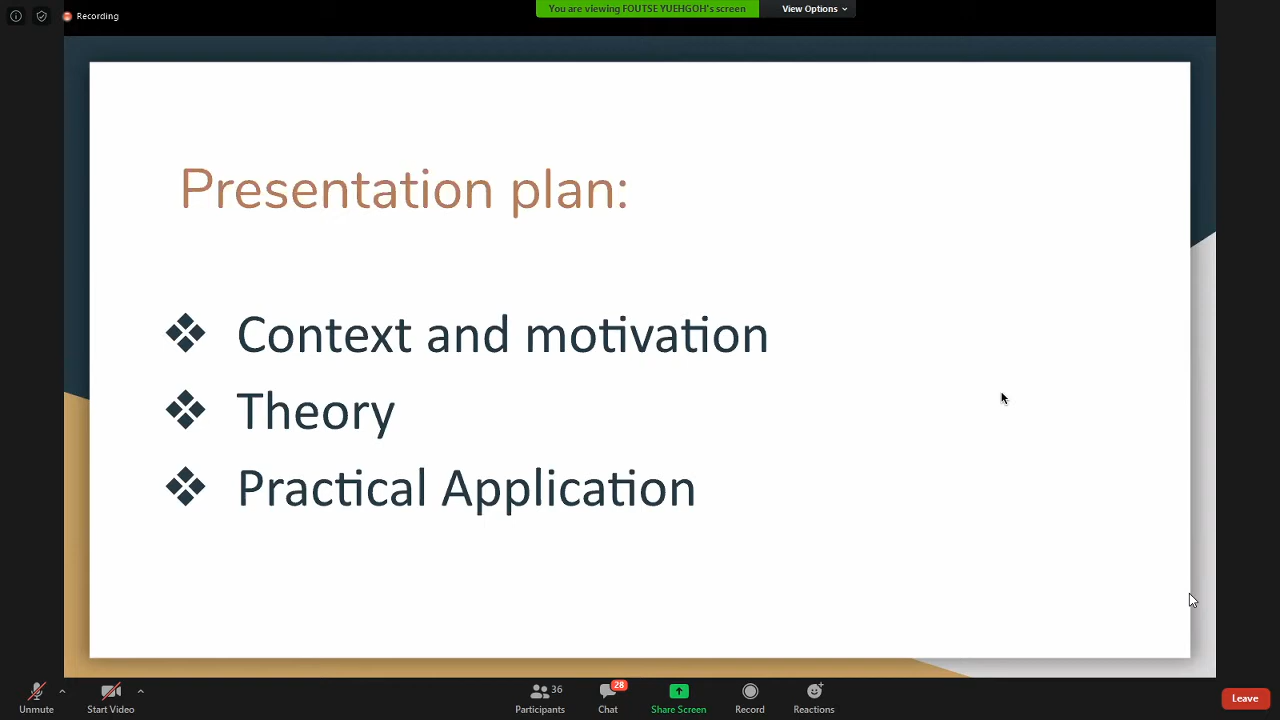 Recording
You are viewing FOUTSE YUEHGOH's screen
View Options
Presentation plan:
❖ Context and motivation
❖ Theory
❖ Practical Application
Unmute
Start Video
36
Participants
28
Chat
Share Screen
Record
Reactions
Leave